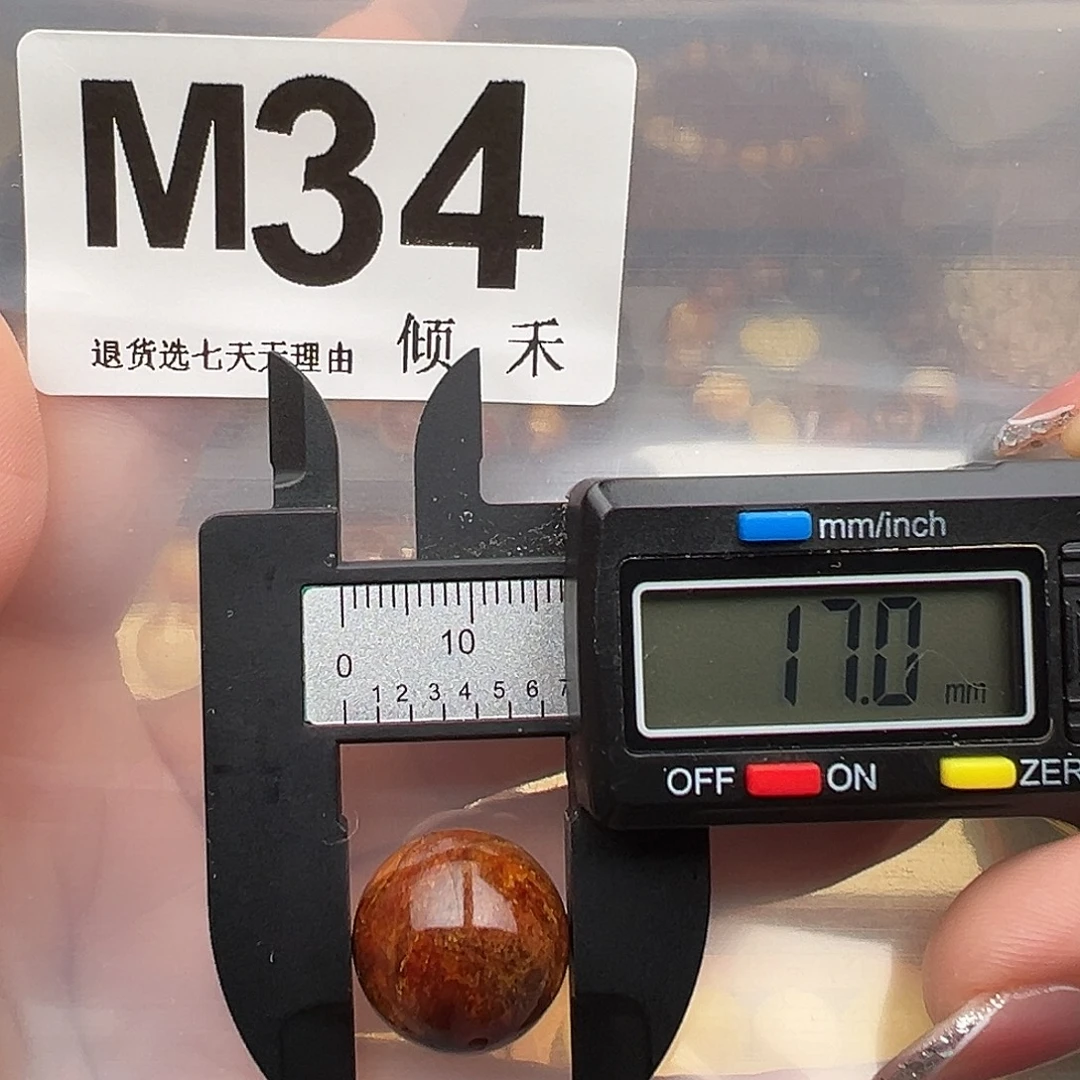 M34
退货选七天无理由 倾 禾
mm/inch
17.0 mm
0 10
1 2 3 4 5 6 7
OFF ON ZER